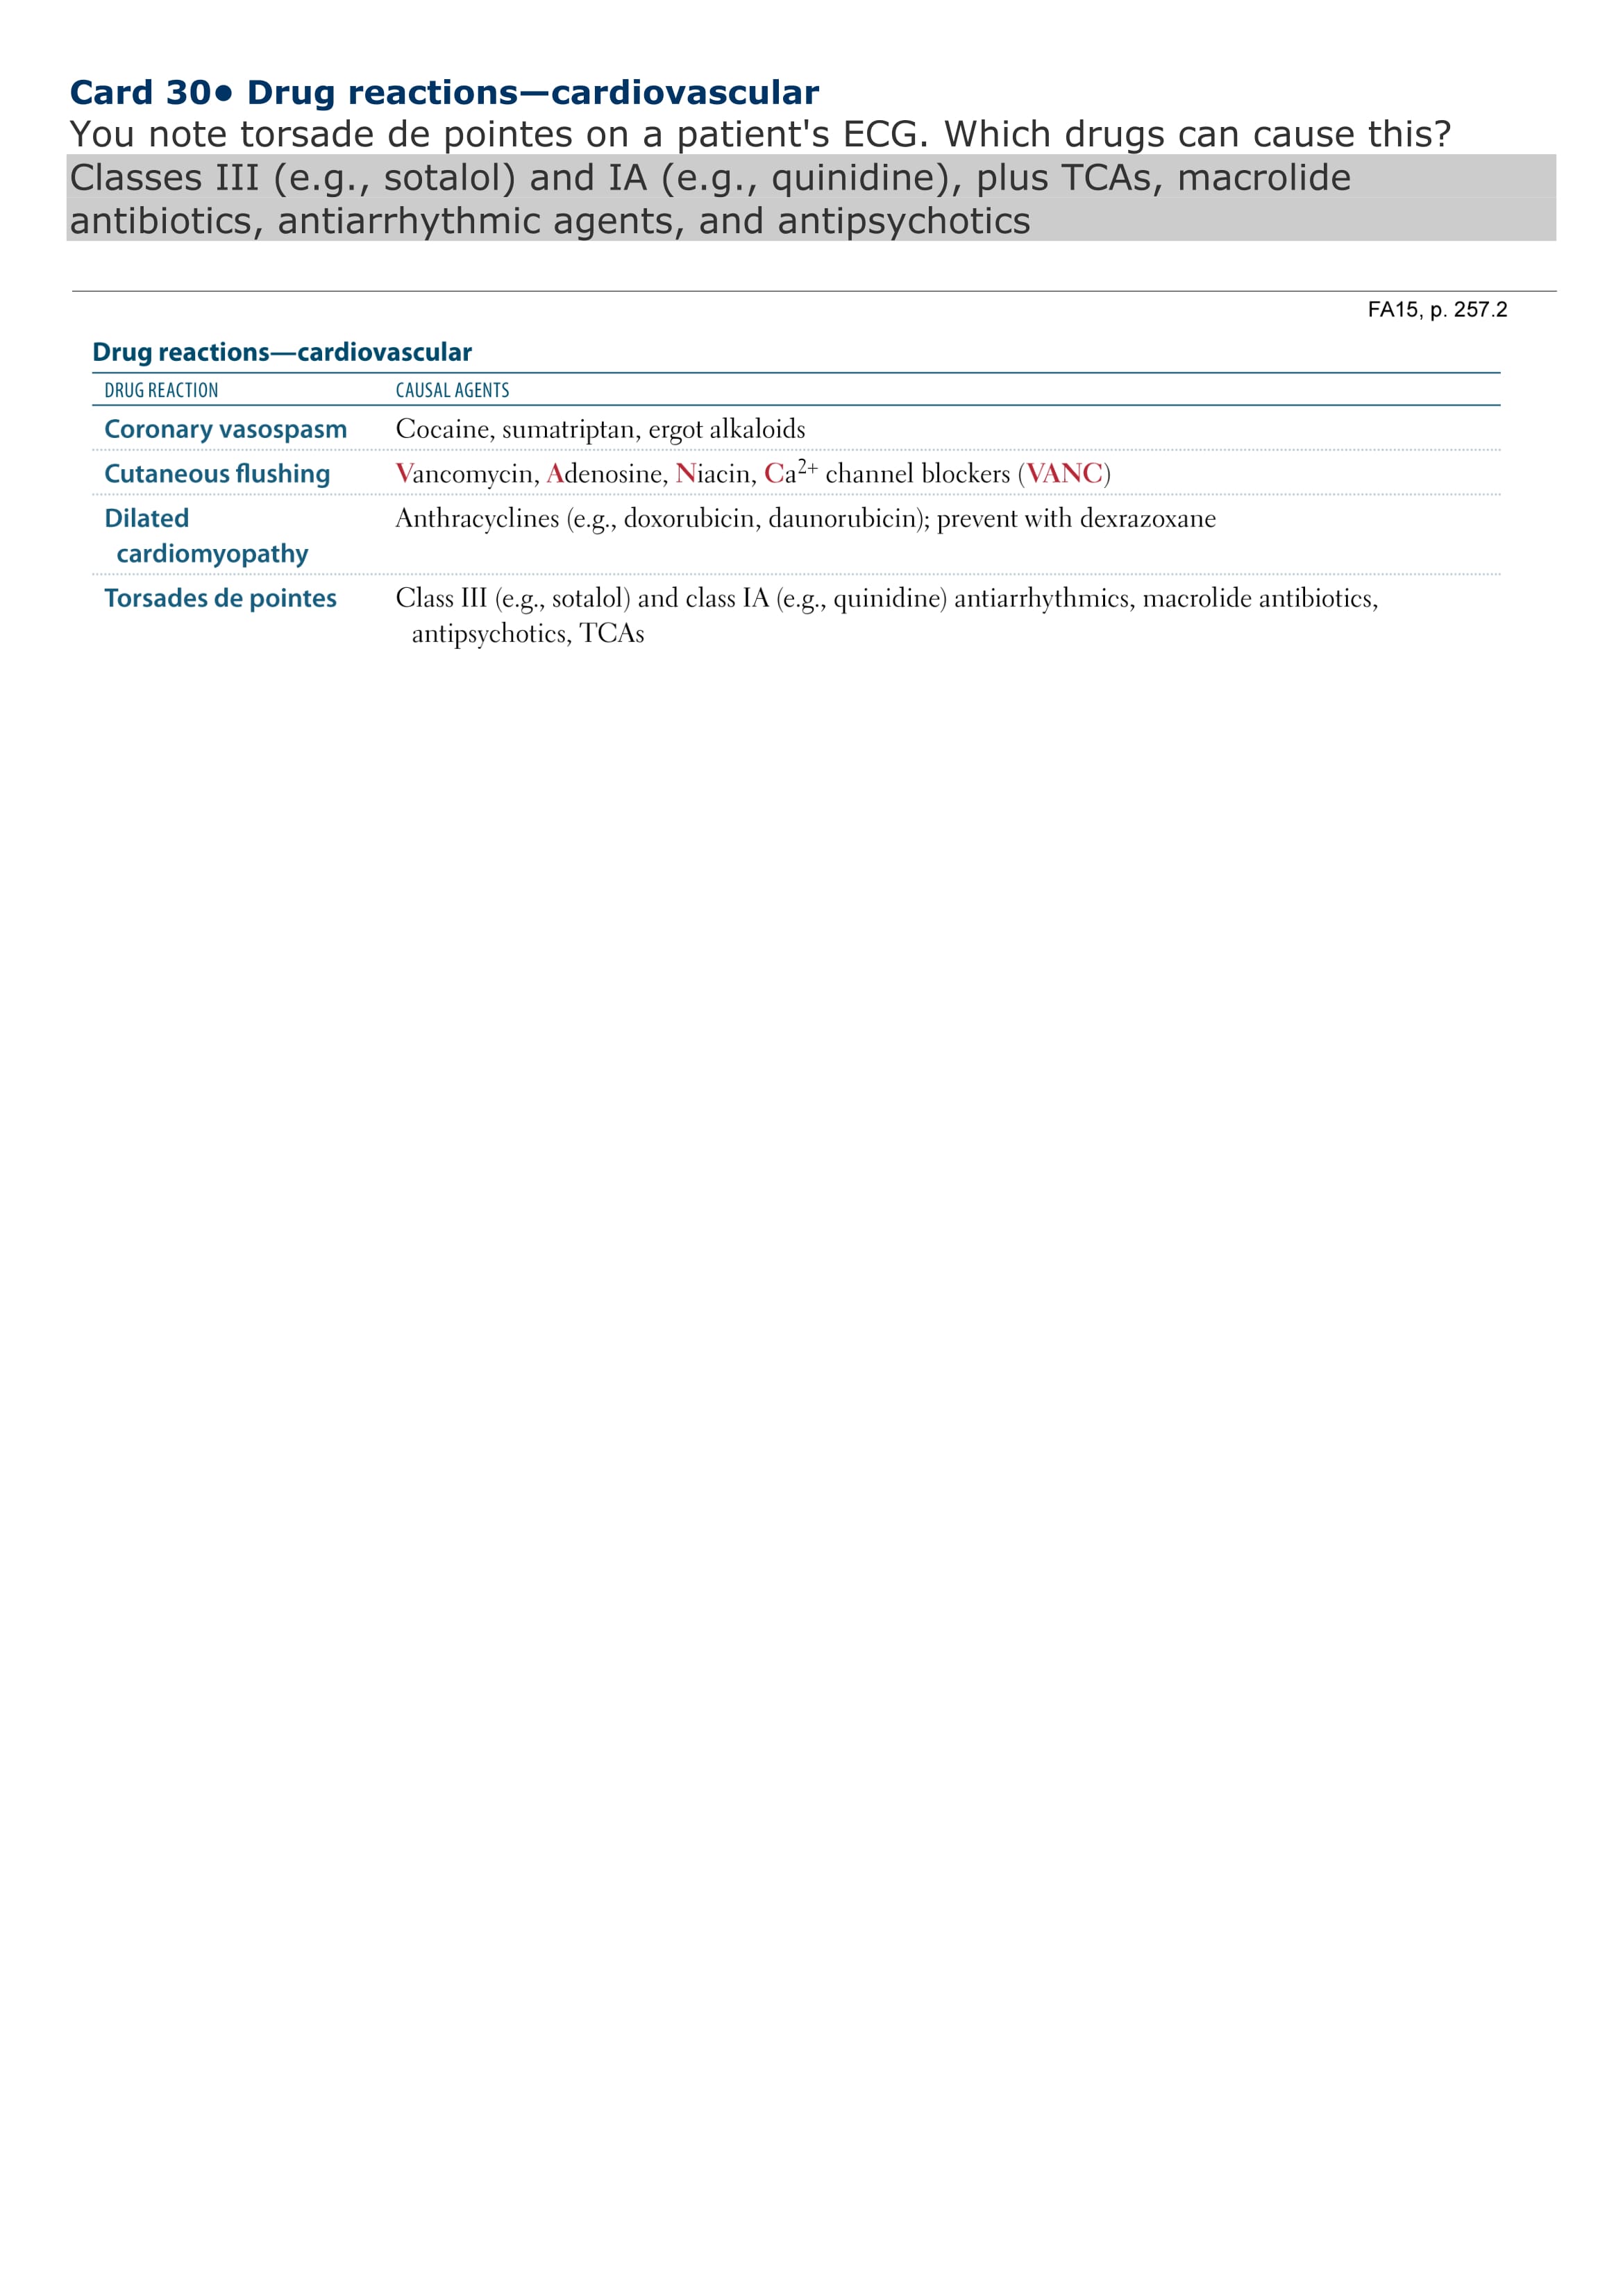 Card 30• Drug reactions—cardiovascular
You note torsade de pointes on a patient's ECG. Which drugs can cause this?
Classes III (e.g., sotalol) and IA (e.g., quinidine), plus TCAs, macrolide
antibiotics, antiarrhythmic agents, and antipsychotics
FA15, p. 257.2
Drug reactions—cardiovascular
DRUG REACTION CAUSAL AGENTS
Coronary vasospasm Cocaine, sumatriptan, ergot alkaloids
Cutaneous flushing Vancomycin, Adenosine, Niacin, Ca²⁺ channel blockers (VANC)
Dilated Anthracyclines (e.g., doxorubicin, daunorubicin); prevent with dexrazoxane
cardiomyopathy
Torsades de pointes Class III (e.g., sotalol) and class IA (e.g., quinidine) antiarrhythmics, macrolide antibiotics,
antipsychotics, TCAs